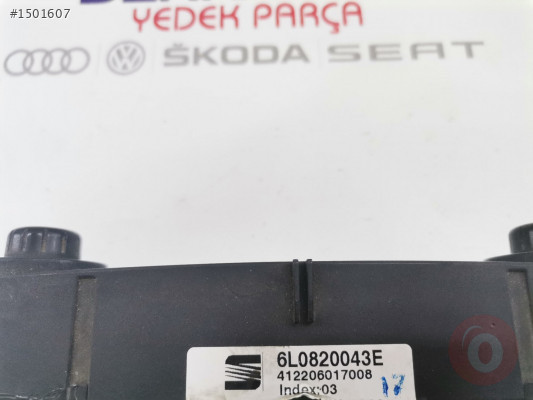 #1501607
YEDEK PARÇA
ŠKODA SEAT
6L0820043E
412206017008
Index:03
17